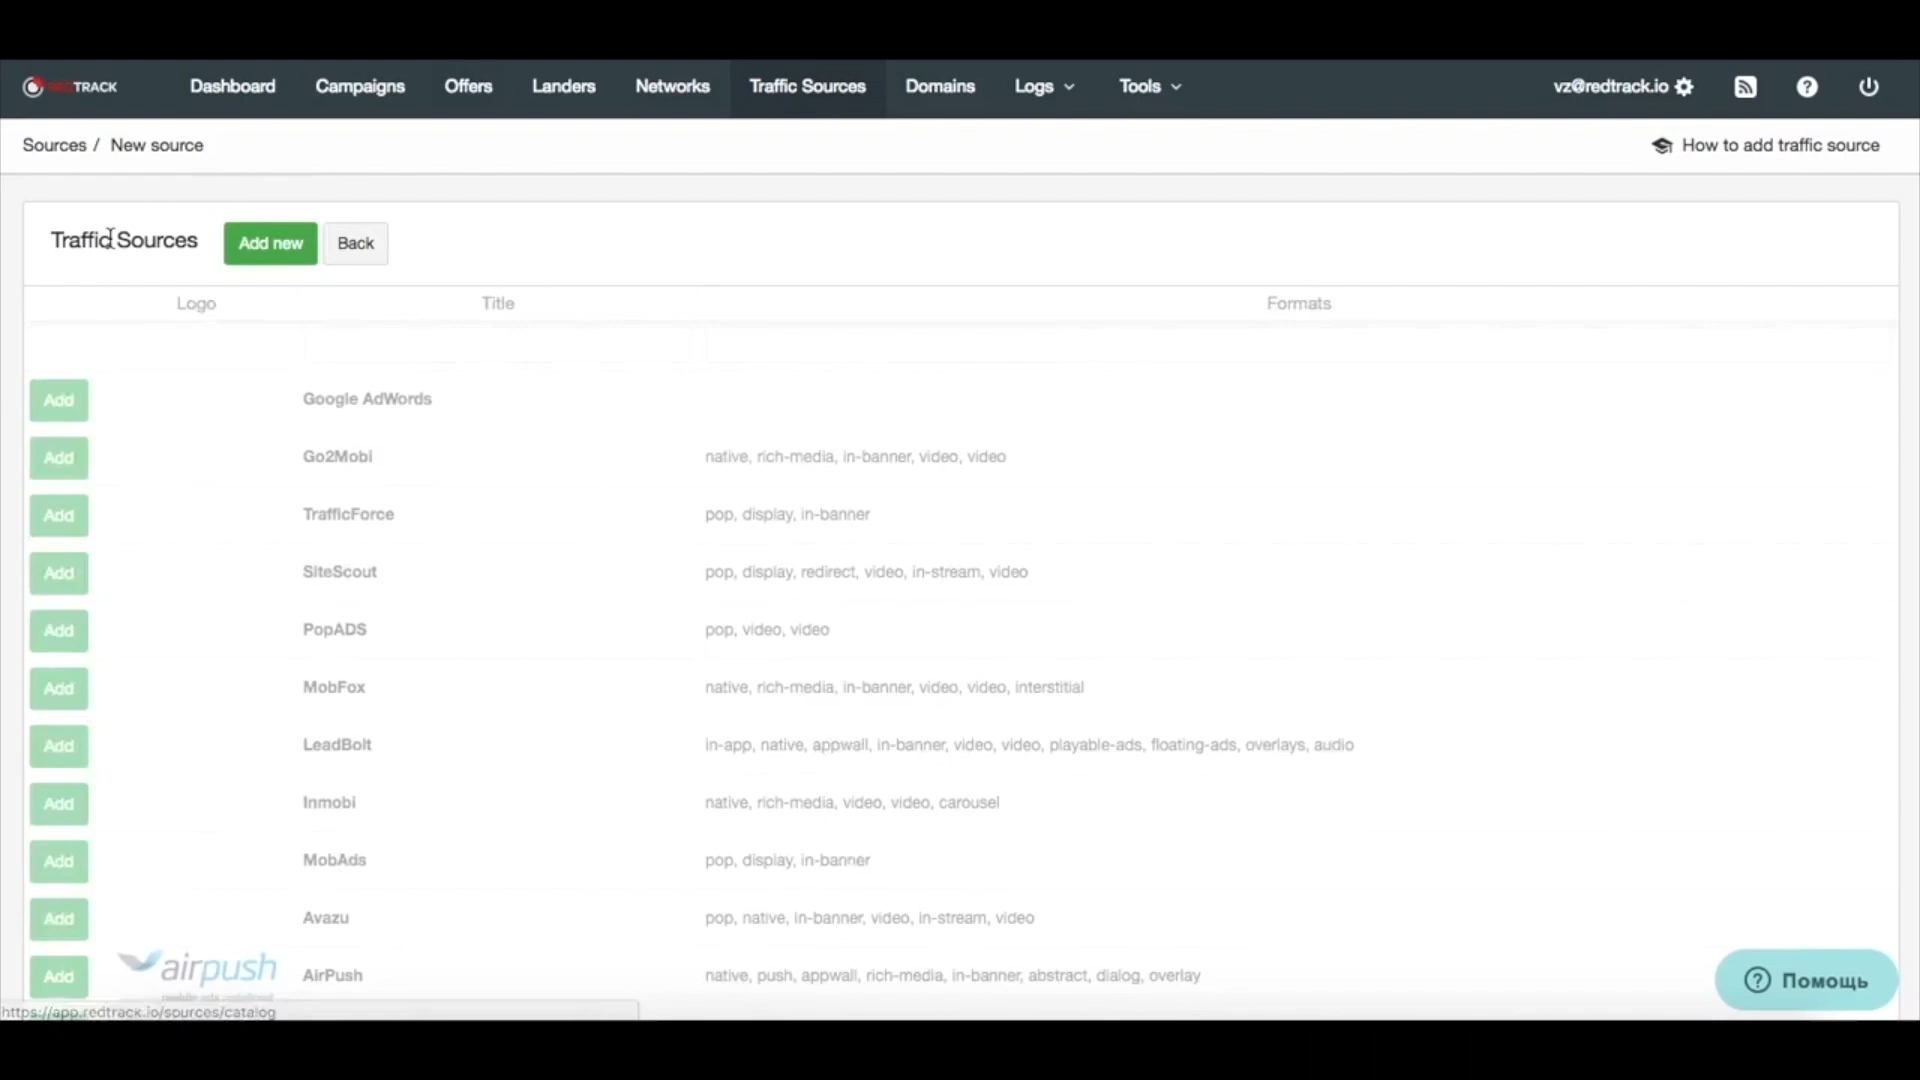 REDTRACK Dashboard Campaigns Offers Landers Networks Traffic Sources Domains Logs Tools vz@redtrack.io
Sources / New source How to add traffic source
Traffic Sources Add new Back
Logo Title Formats
Add Google AdWords
Add Go2Mobi native, rich-media, in-banner, video, video
Add TrafficForce pop, display, in-banner
Add SiteScout pop, display, redirect, video, in-stream, video
Add PopADS pop, video, video
Add MobFox native, rich-media, in-banner, video, video, interstitial
Add LeadBolt in-app, native, appwall, in-banner, video, video, playable-ads, floating-ads, overlays, audio
Add Inmobi native, rich-media, video, video, carousel
Add MobAds pop, display, in-banner
Add Avazu pop, native, in-banner, video, in-stream, video
Add airpush AirPush native, push, appwall, rich-media, in-banner, abstract, dialog, overlay
Помощь
https://app.redtrack.io/sources/catalog